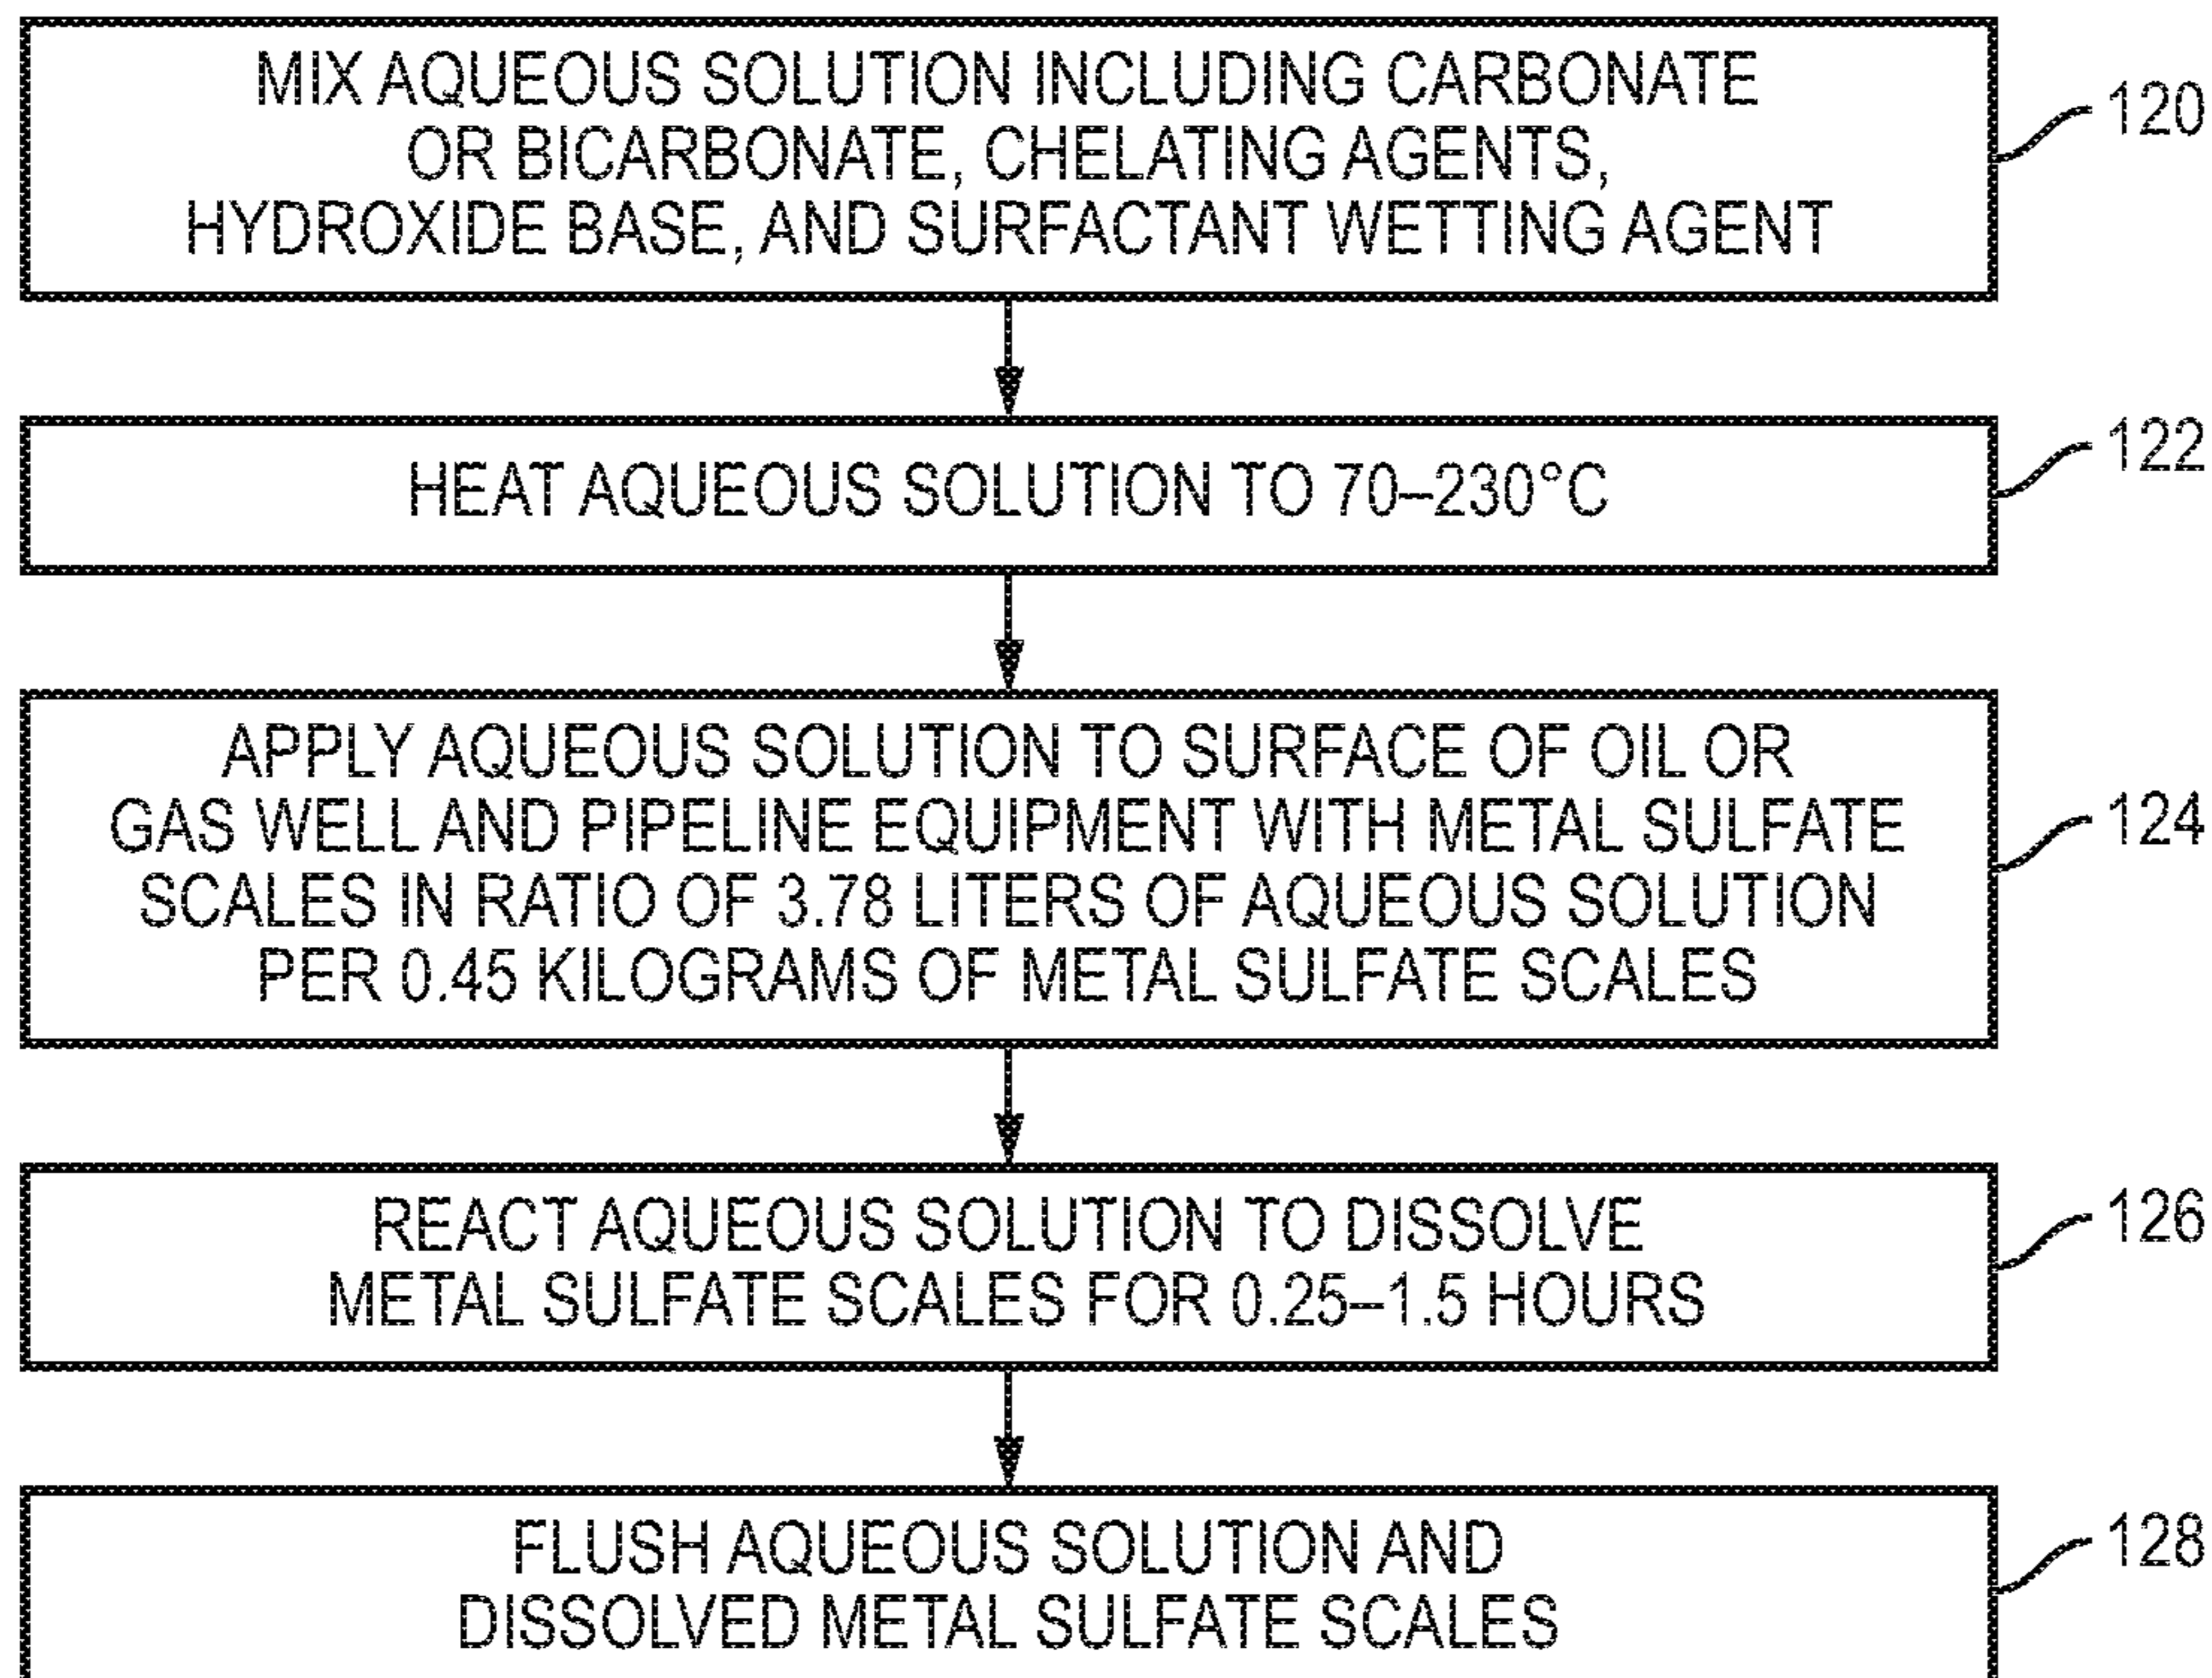 MIX AQUEOUS SOLUTION INCLUDING CARBONATE
OR BICARBONATE, CHELATING AGENTS,
HYDROXIDE BASE, AND SURFACTANT WETTING AGENT
120
HEAT AQUEOUS SOLUTION TO 70–230°C
122
APPLY AQUEOUS SOLUTION TO SURFACE OF OIL OR
GAS WELL AND PIPELINE EQUIPMENT WITH METAL SULFATE
SCALES IN RATIO OF 3.78 LITERS OF AQUEOUS SOLUTION
PER 0.45 KILOGRAMS OF METAL SULFATE SCALES
124
REACT AQUEOUS SOLUTION TO DISSOLVE
METAL SULFATE SCALES FOR 0.25–1.5 HOURS
126
FLUSH AQUEOUS SOLUTION AND
DISSOLVED METAL SULFATE SCALES
128